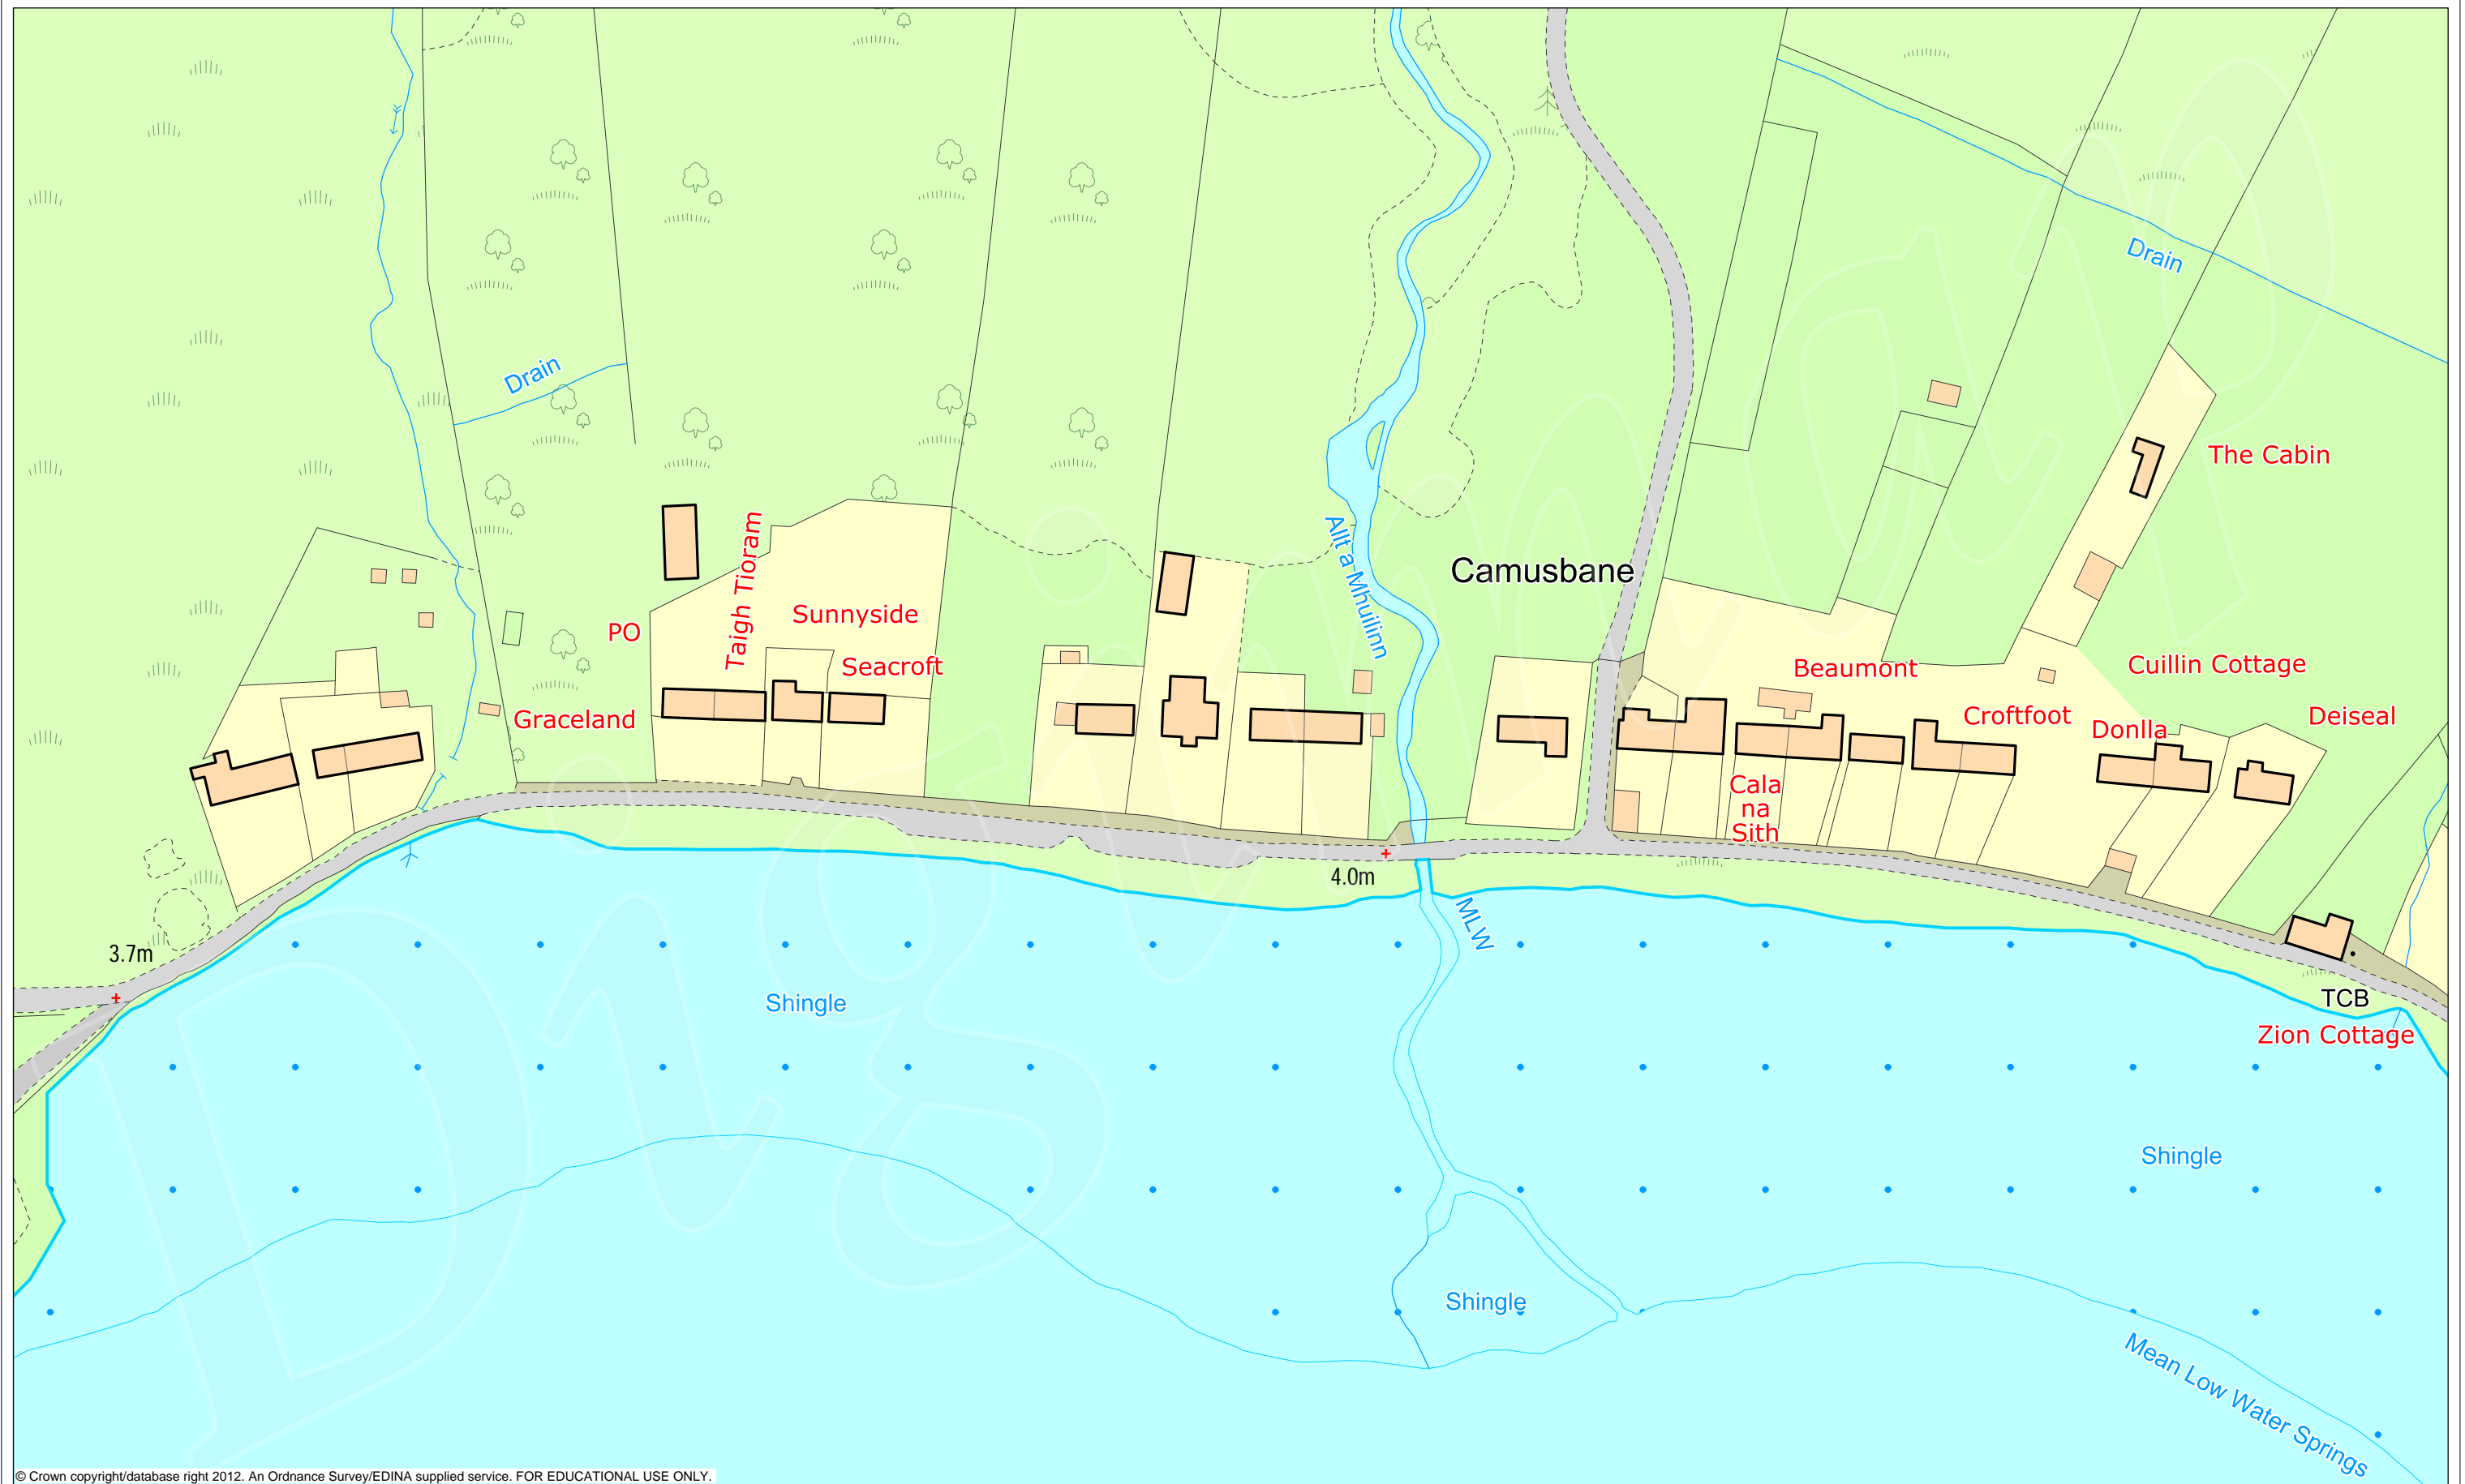 Drain
Drain
The Cabin
Taigh Tioram
Allt a Mhuilinn
Camusbane
Sunnyside
PO
Seacroft
Beaumont
Cuillin Cottage
Graceland
Croftfoot
Donlla
Deiseal
Cala
na
Sith
4.0m
MLW
3.7m
Shingle
TCB
Zion Cottage
Shingle
Shingle
Mean Low Water Springs
© Crown copyright/database right 2012. An Ordnance Survey/EDINA supplied service. FOR EDUCATIONAL USE ONLY.